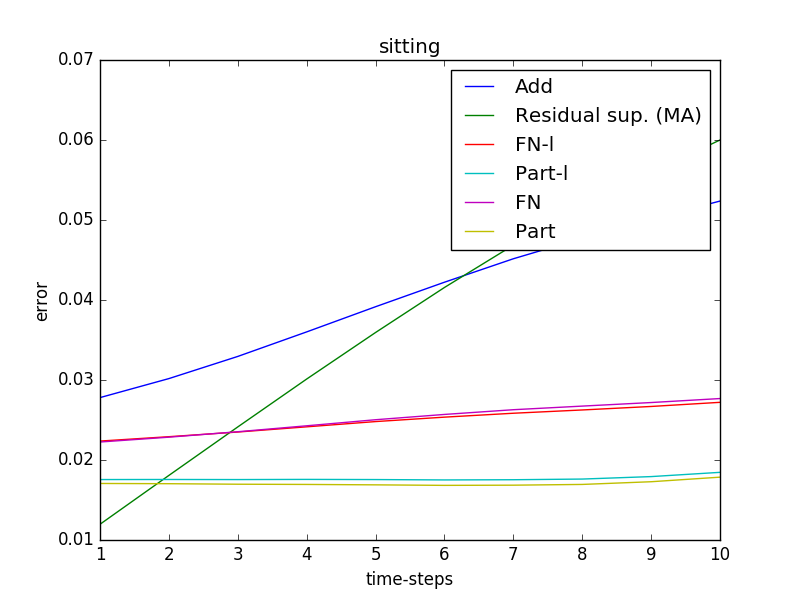 sitting
0.07
0.06
0.05
0.04
0.03
0.02
0.01
error
Add
Residual sup. (MA)
FN-l
Part-l
FN
Part
1 2 3 4 5 6 7 8 9 10
time-steps